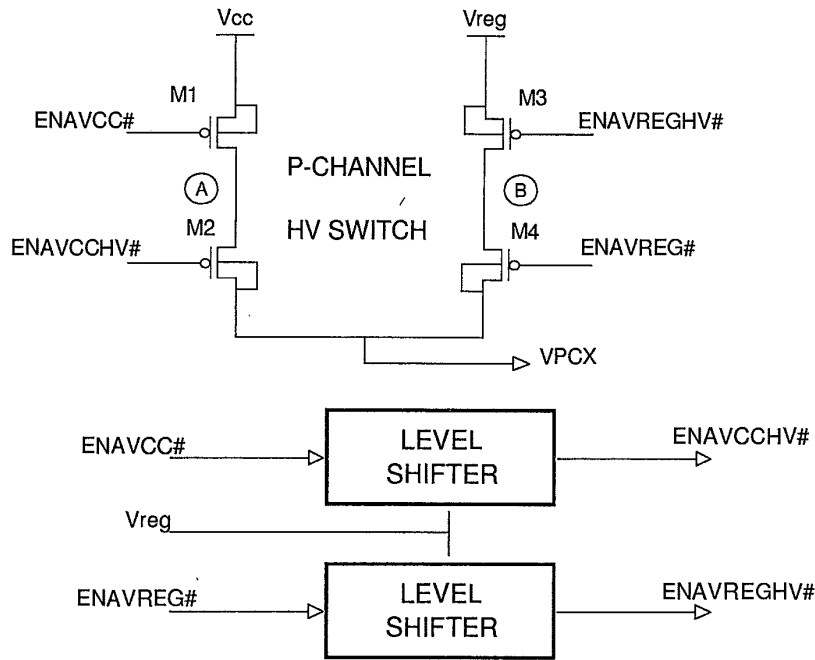 Vcc
Vreg
M1
M3
ENAVCC#
ENAVREGHV#
P-CHANNEL
A
B
M2
HV SWITCH
M4
ENAVCCHV#
ENAVREG#
VPCX
ENAVCC#
LEVEL
SHIFTER
ENAVCCHV#
Vreg
ENAVREG#
LEVEL
SHIFTER
ENAVREGHV#